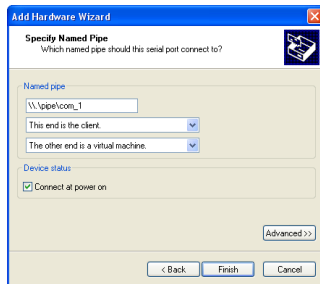 Add Hardware Wizard
Specify Named Pipe
Which named pipe should this serial port connect to?
Named pipe
\\.\pipe\com_1
This end is the client.
The other end is a virtual machine.
Device status
Connect at power on
Advanced >>
< Back
Finish
Cancel